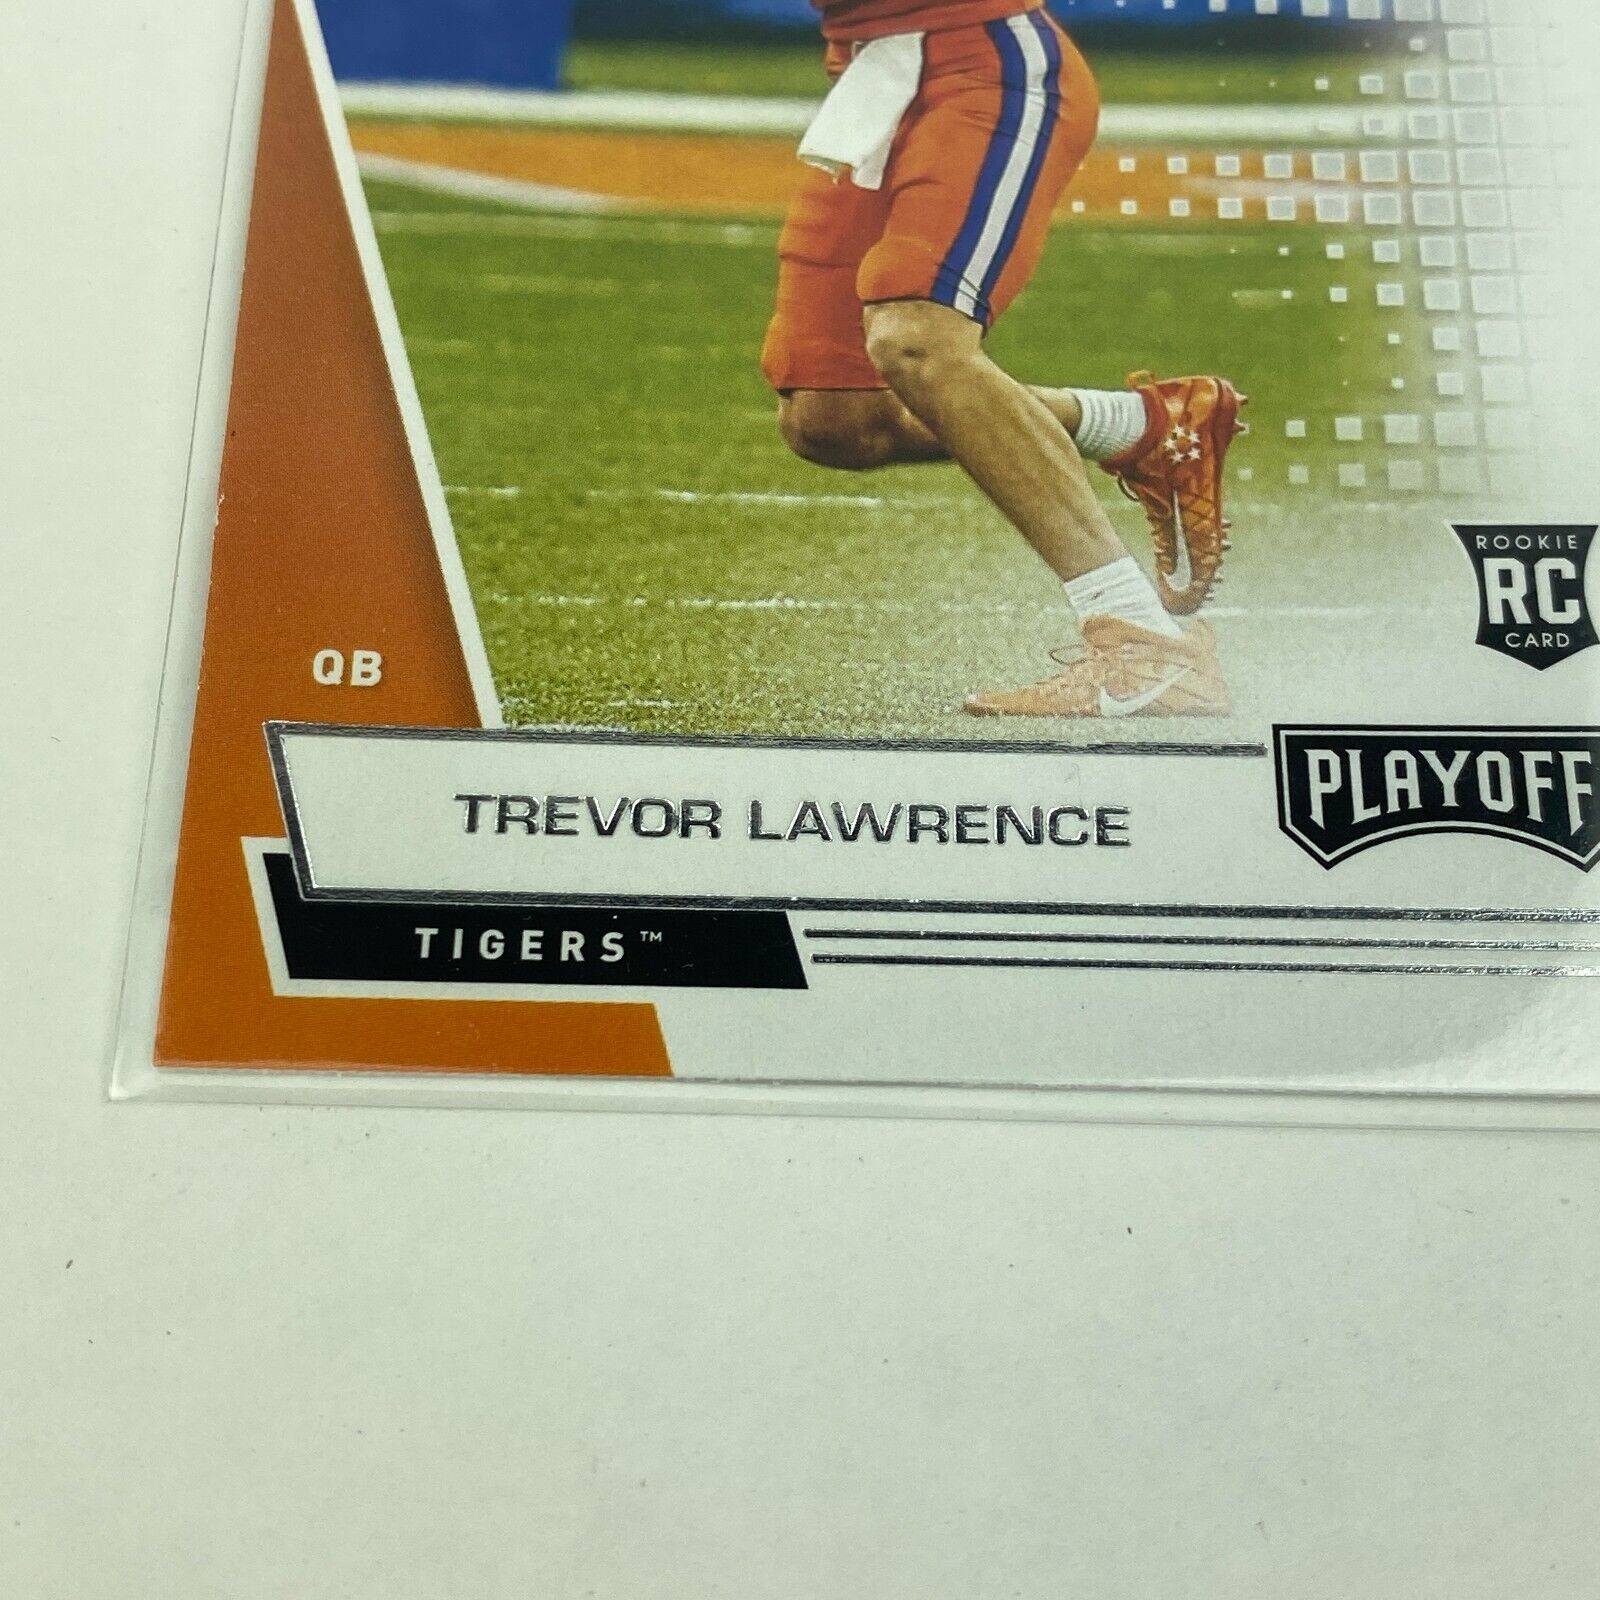 ROOKIE
RC
CARD
QB
PLAYOFF
TREVOR LAWRENCE
TIGERS™